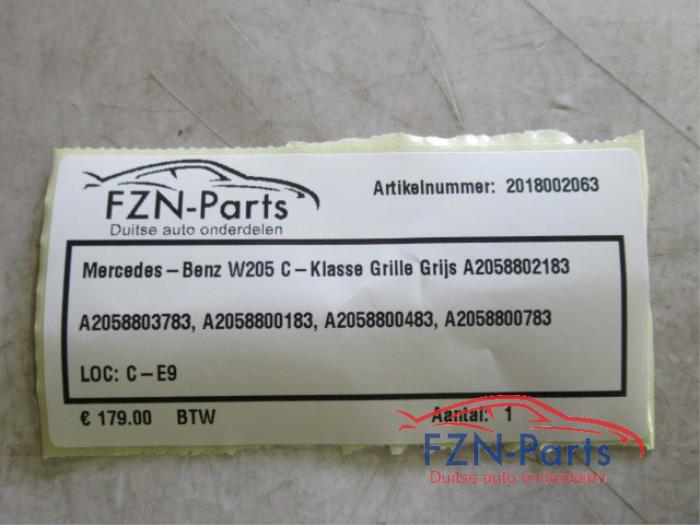 FZN-Parts
Duitse auto onderdelen
Artikelnummer: 2018002063
Mercedes-Benz W205 C-Klasse Grille Grijs A2058802183
A2058803783, A2058800183, A2058800483, A2058800783
LOC: C-E9
€ 179.00 BTW
Aantal: 1
FZN-Parts
Duitse auto onderdelen